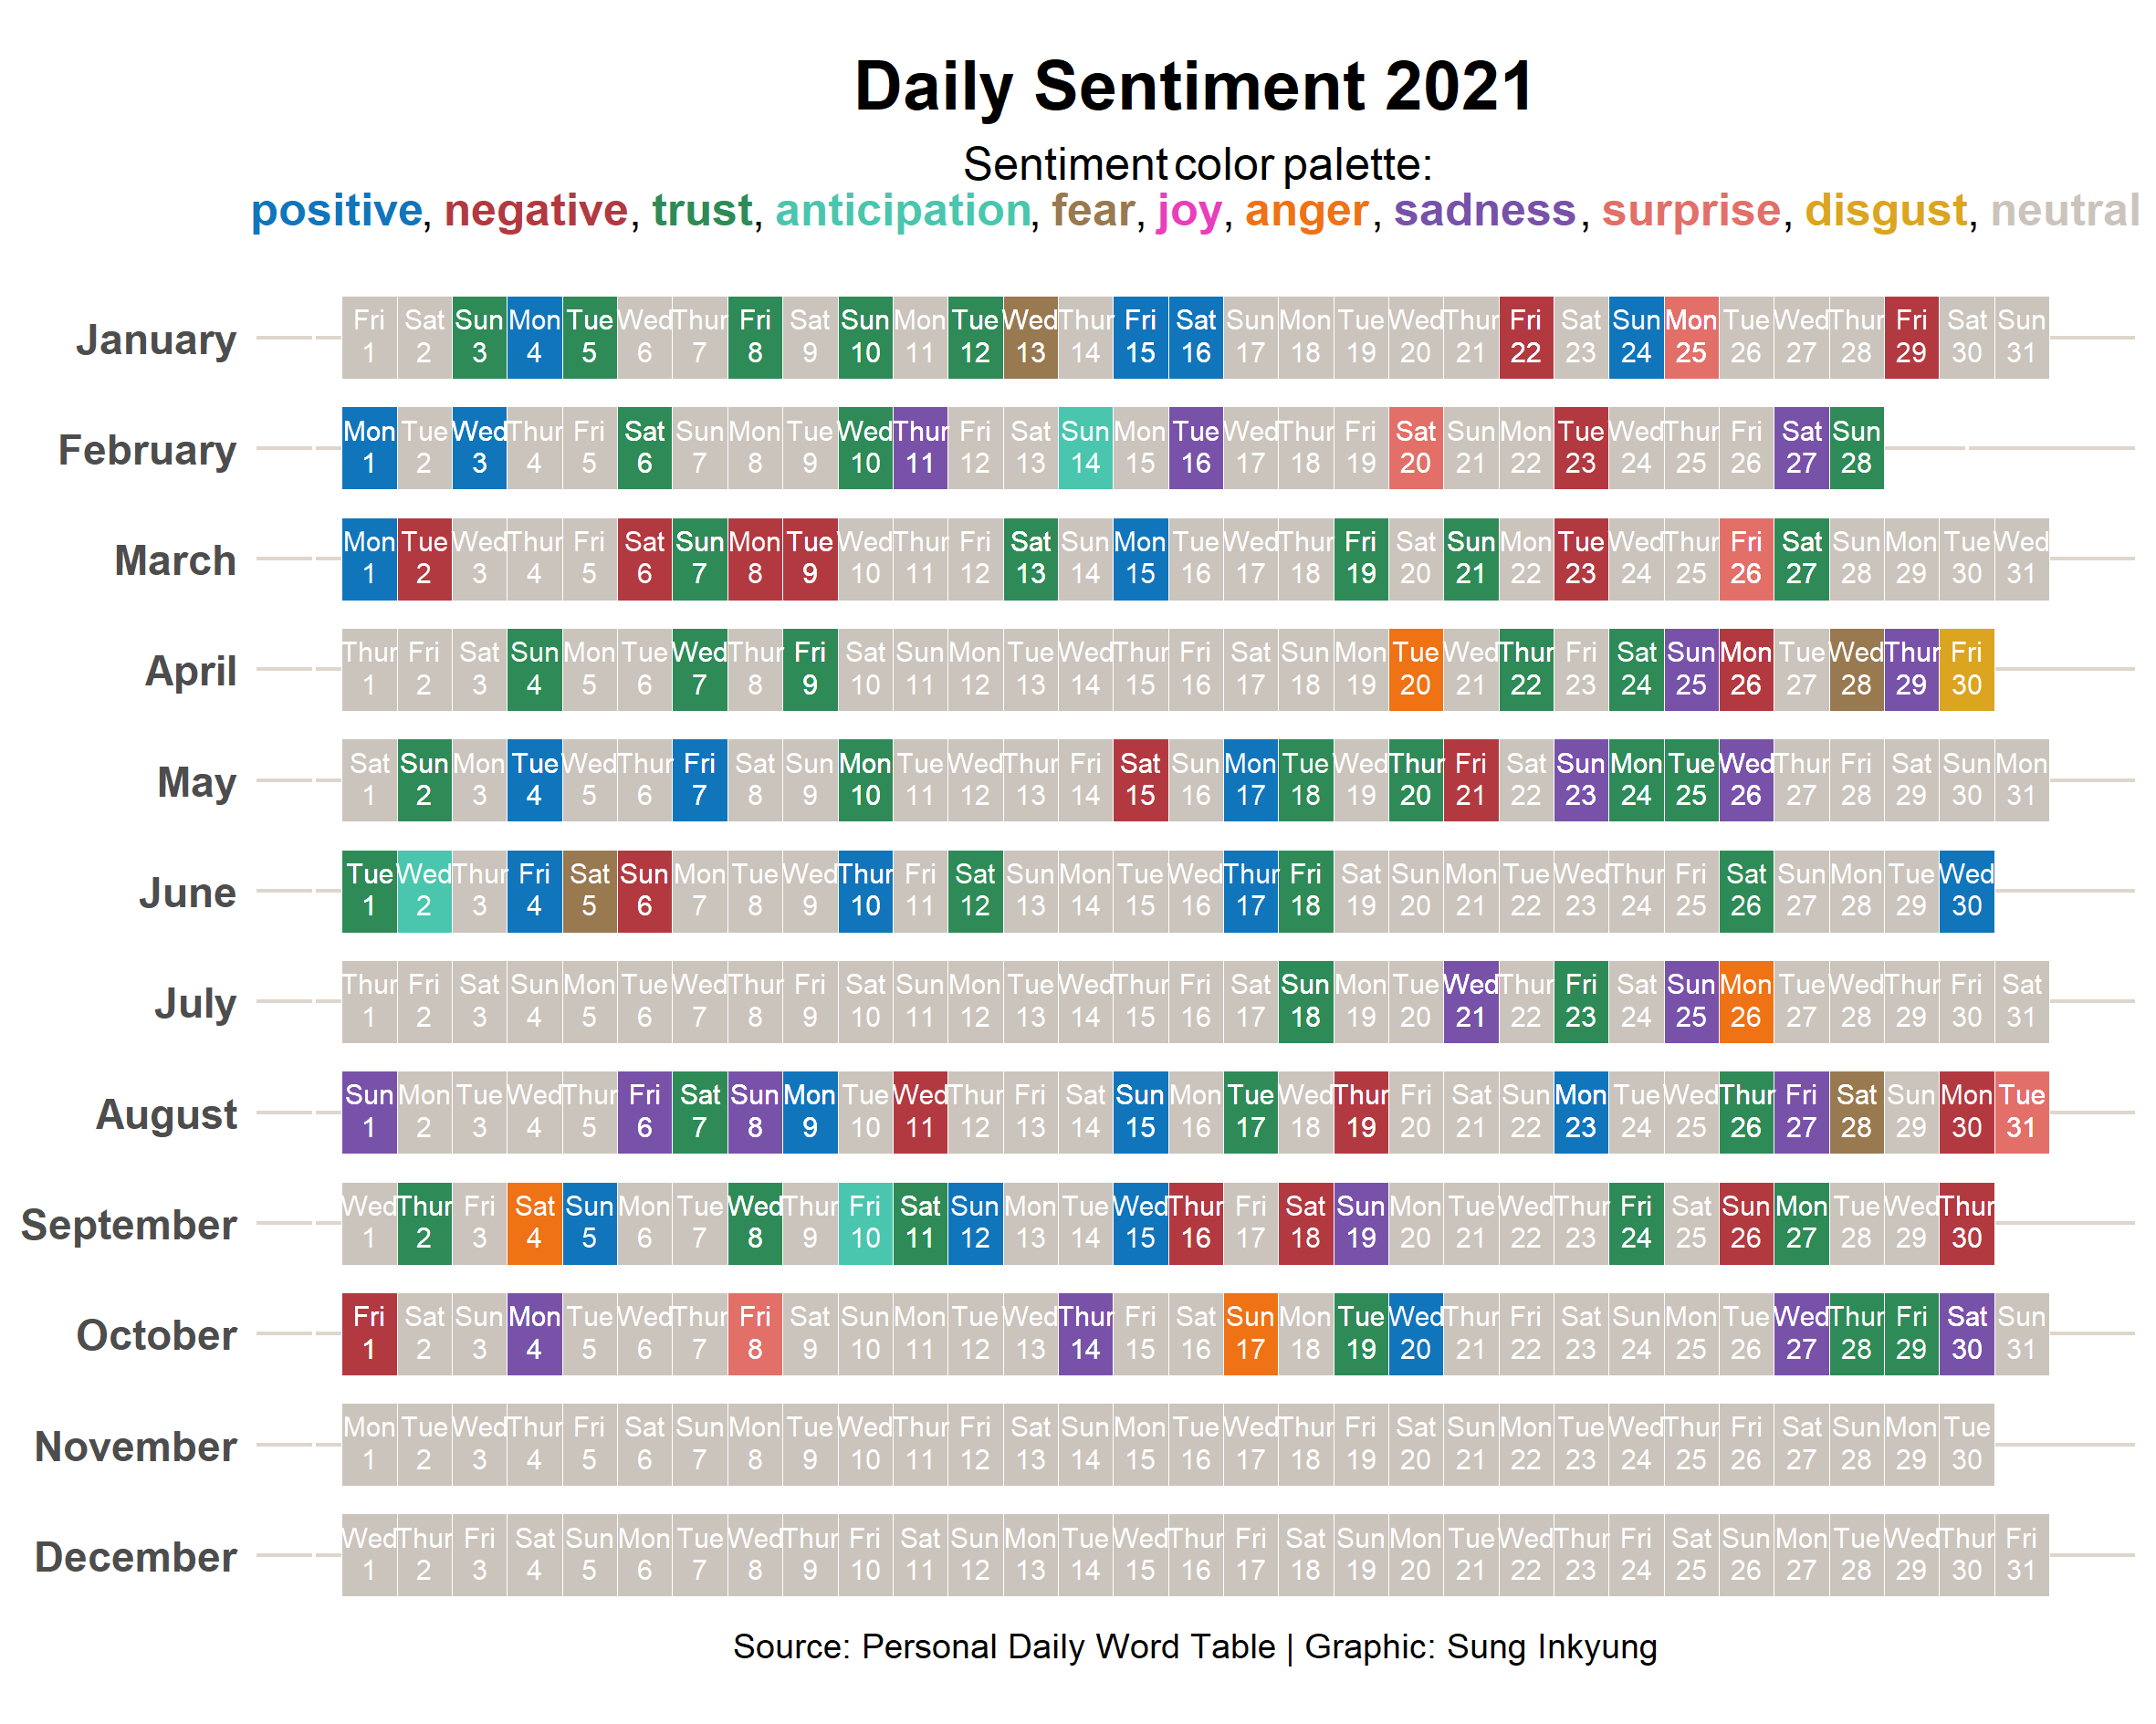 Daily Sentiment 2021
Sentiment color palette:
positive, negative, trust, anticipation, fear, joy, anger, sadness, surprise, disgust, neutral
Fri Sat Sun Mon Tue Wed Thur Fri Sat Sun Mon Tue Wed Thur Fri Sat Sun Mon Tue Wed Thur Fri Sat Sun Mon Tue Wed Thur Fri Sat Sun
January
1 2 3 4 5 6 7 8 9 10 11 12 13 14 15 16 17 18 19 20 21 22 23 24 25 26 27 28 29 30 31
Mon Tue Wed Thur Fri Sat Sun Mon Tue Wed Thur Fri Sat Sun Mon Tue Wed Thur Fri Sat Sun Mon Tue Wed Thur Fri Sat Sun
February
1 2 3 4 5 6 7 8 9 10 11 12 13 14 15 16 17 18 19 20 21 22 23 24 25 26 27 28
Mon Tue Wed Thur Fri Sat Sun Mon Tue Wed Thur Fri Sat Sun Mon Tue Wed Thur Fri Sat Sun Mon Tue Wed Thur Fri Sat Sun Mon Tue Wed
March
1 2 3 4 5 6 7 8 9 10 11 12 13 14 15 16 17 18 19 20 21 22 23 24 25 26 27 28 29 30 31
Thur Fri Sat Sun Mon Tue Wed Thur Fri Sat Sun Mon Tue Wed Thur Fri Sat Sun Mon Tue Wed Thur Fri Sat Sun Mon Tue Wed Thur Fri
April
1 2 3 4 5 6 7 8 9 10 11 12 13 14 15 16 17 18 19 20 21 22 23 24 25 26 27 28 29 30
Sat Sun Mon Tue Wed Thur Fri Sat Sun Mon Tue Wed Thur Fri Sat Sun Mon Tue Wed Thur Fri Sat Sun Mon Tue Wed Thur Fri Sat Sun Mon
May
1 2 3 4 5 6 7 8 9 10 11 12 13 14 15 16 17 18 19 20 21 22 23 24 25 26 27 28 29 30 31
Tue Wed Thur Fri Sat Sun Mon Tue Wed Thur Fri Sat Sun Mon Tue Wed Thur Fri Sat Sun Mon Tue Wed Thur Fri Sat Sun Mon Tue Wed
June
1 2 3 4 5 6 7 8 9 10 11 12 13 14 15 16 17 18 19 20 21 22 23 24 25 26 27 28 29 30
Thur Fri Sat Sun Mon Tue Wed Thur Fri Sat Sun Mon Tue Wed Thur Fri Sat Sun Mon Tue Wed Thur Fri Sat Sun Mon Tue Wed Thur Fri Sat
July
1 2 3 4 5 6 7 8 9 10 11 12 13 14 15 16 17 18 19 20 21 22 23 24 25 26 27 28 29 30 31
Sun Mon Tue Wed Thur Fri Sat Sun Mon Tue Wed Thur Fri Sat Sun Mon Tue Wed Thur Fri Sat Sun Mon Tue Wed Thur Fri Sat Sun Mon Tue
August
1 2 3 4 5 6 7 8 9 10 11 12 13 14 15 16 17 18 19 20 21 22 23 24 25 26 27 28 29 30 31
Wed Thur Fri Sat Sun Mon Tue Wed Thur Fri Sat Sun Mon Tue Wed Thur Fri Sat Sun Mon Tue Wed Thur Fri Sat Sun Mon Tue Wed Thur
September
1 2 3 4 5 6 7 8 9 10 11 12 13 14 15 16 17 18 19 20 21 22 23 24 25 26 27 28 29 30
Fri Sat Sun Mon Tue Wed Thur Fri Sat Sun Mon Tue Wed Thur Fri Sat Sun Mon Tue Wed Thur Fri Sat Sun Mon Tue Wed Thur Fri Sat Sun
October
1 2 3 4 5 6 7 8 9 10 11 12 13 14 15 16 17 18 19 20 21 22 23 24 25 26 27 28 29 30 31
Mon Tue Wed Thur Fri Sat Sun Mon Tue Wed Thur Fri Sat Sun Mon Tue Wed Thur Fri Sat Sun Mon Tue Wed Thur Fri Sat Sun Mon Tue
November
1 2 3 4 5 6 7 8 9 10 11 12 13 14 15 16 17 18 19 20 21 22 23 24 25 26 27 28 29 30
Wed Thur Fri Sat Sun Mon Tue Wed Thur Fri Sat Sun Mon Tue Wed Thur Fri Sat Sun Mon Tue Wed Thur Fri Sat Sun Mon Tue Wed Thur Fri
December
1 2 3 4 5 6 7 8 9 10 11 12 13 14 15 16 17 18 19 20 21 22 23 24 25 26 27 28 29 30 31
Source: Personal Daily Word Table | Graphic: Sung Inkyung